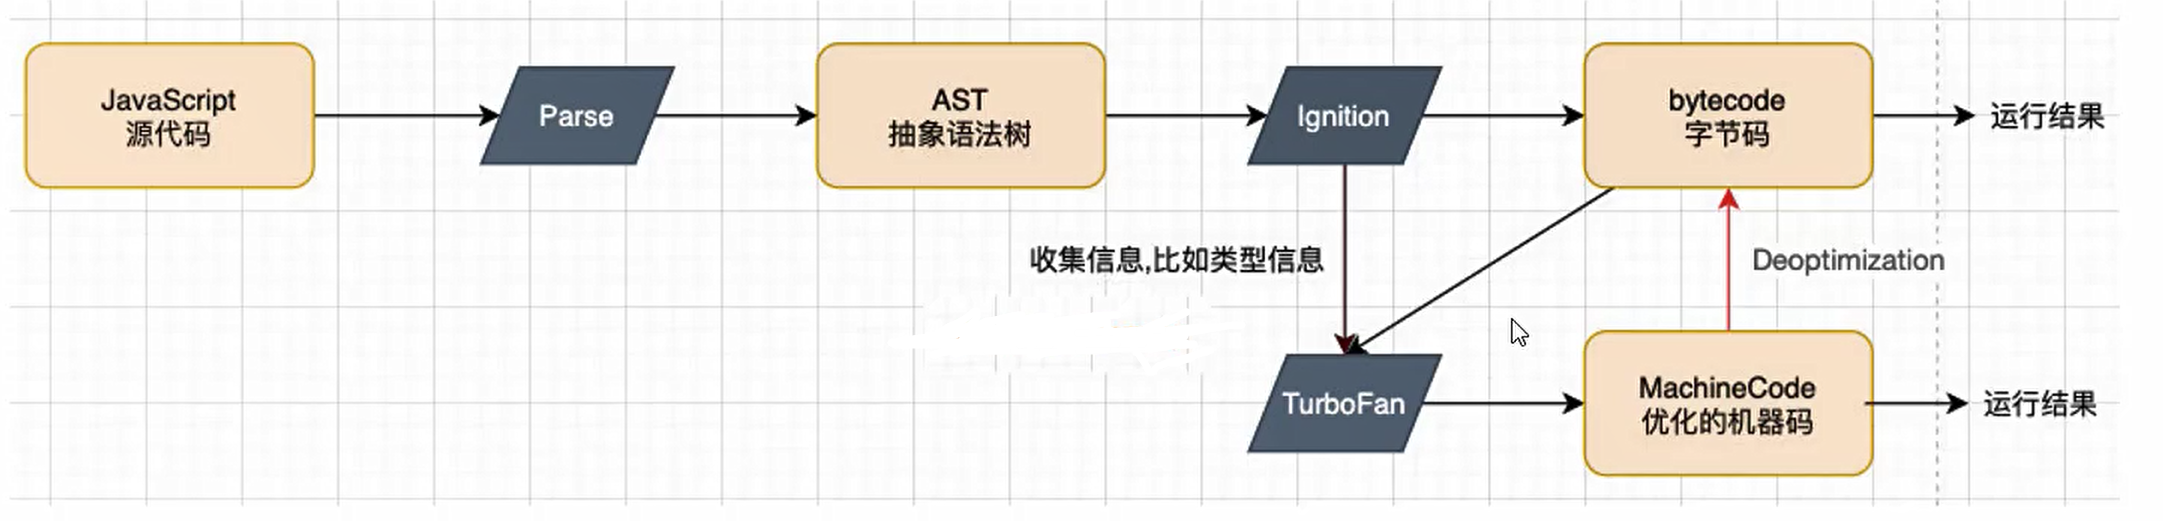 JavaScript
源代码
Parse
AST
抽象语法树
Ignition
bytecode
字节码
运行结果
收集信息,比如类型信息
Deoptimization
TurboFan
MachineCode
优化的机器码
运行结果